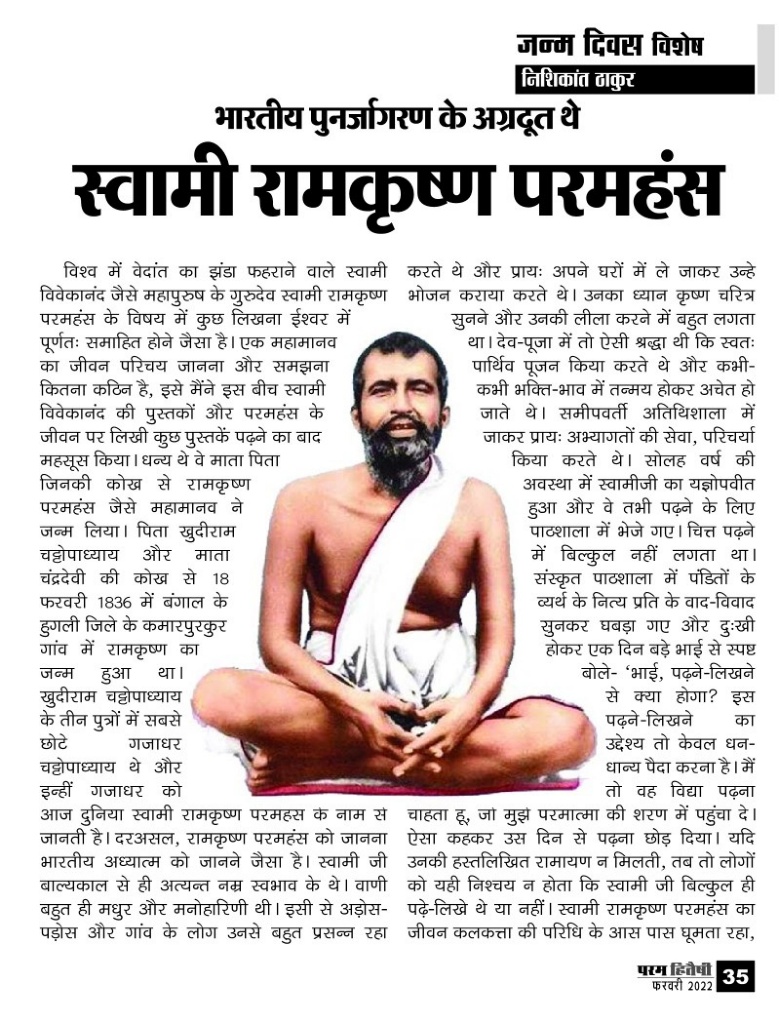 जन्म दिवस विशेष
निशिकांत ठाकुर
भारतीय पुनर्जागरण के अग्रदूत थे
स्वामी रामकृष्ण परमहंस
विश्व में वेदांत का झंडा फहराने वाले स्वामी
विवेकानंद जैसे महापुरुष के गुरुदेव स्वामी रामकृष्ण
परमहंस के विषय में कुछ लिखना ईश्वर में
पूर्णतः समाहित होने जैसा है। एक महामानव
का जीवन परिचय जानना और समझना
कितना कठिन है, इसे मैंने इस बीच स्वामी
विवेकानंद की पुस्तकों और परमहंस के
जीवन पर लिखी कुछ पुस्तकें पढ़ने का बाद
महसूस किया। धन्य थे वे माता पिता
जिनकी कोख से रामकृष्ण
परमहंस जैसे महामानव ने
जन्म लिया। पिता खुदीराम
चट्टोपाध्याय और माता
चंद्रदेवी की कोख से 18
फरवरी 1836 में बंगाल के
हुगली जिले के कमारपुरकुर
गांव में रामकृष्ण का
जन्म हुआ था।
खुदीराम चट्टोपाध्याय
के तीन पुत्रों में सबसे
छोटे गजाधर
चट्टोपाध्याय थे और
इन्हीं गजाधर को
आज दुनिया स्वामी रामकृष्ण परमहंस के नाम से
जानती है। दरअसल, रामकृष्ण परमहंस को जानना
भारतीय अध्यात्म को जानने जैसा है। स्वामी जी
बाल्यकाल से ही अत्यन्त नम्र स्वभाव के थे। वाणी
बहुत ही मधुर और मनोहारिणी थी। इसी से अड़ोस-
पड़ोस और गांव के लोग उनसे बहुत प्रसन्न रहा
करते थे और प्रायः अपने घरों में ले जाकर उन्हे
भोजन कराया करते थे। उनका ध्यान कृष्ण चरित्र
सुनने और उनकी लीला करने में बहुत लगता
था। देव-पूजा में तो ऐसी श्रद्धा थी कि स्वतः
पार्थिव पूजन किया करते थे और कभी-
कभी भक्ति-भाव में तन्मय होकर अचेत हो
जाते थे। समीपवर्ती अतिथिशाला में
जाकर प्रायः अभ्यागतों की सेवा, परिचर्या
किया करते थे। सोलह वर्ष की
अवस्था में स्वामीजी का यज्ञोपवीत
हुआ और वे तभी पढ़ने के लिए
पाठशाला में भेजे गए। चित्त पढ़ने
में बिल्कुल नहीं लगता था।
संस्कृत पाठशाला में पंडितों के
व्यर्थ के नित्य प्रति के वाद-विवाद
सुनकर घबड़ा गए और दुःखी
होकर एक दिन बड़े भाई से स्पष्ट
बोले- ‘भाई, पढ़ने-लिखने
से क्या होगा? इस
पढ़ने-लिखने का
उद्देश्य तो केवल धन-
धान्य पैदा करना है। मैं
तो वह विद्या पढ़ना
चाहता हू, जो मुझे परमात्मा की शरण में पहुंचा दे।
ऐसा कहकर उस दिन से पढ़ना छोड़ दिया। यदि
उनकी हस्तलिखित रामायण न मिलती, तब तो लोगों
को यही निश्चय न होता कि स्वामी जी बिल्कुल ही
पढ़े-लिखे थे या नहीं। स्वामी रामकृष्ण परमहंस का
जीवन कलकत्ता की परिधि के आस पास घूमता रहा,
परम हितैषी
फरवरी 2022
35